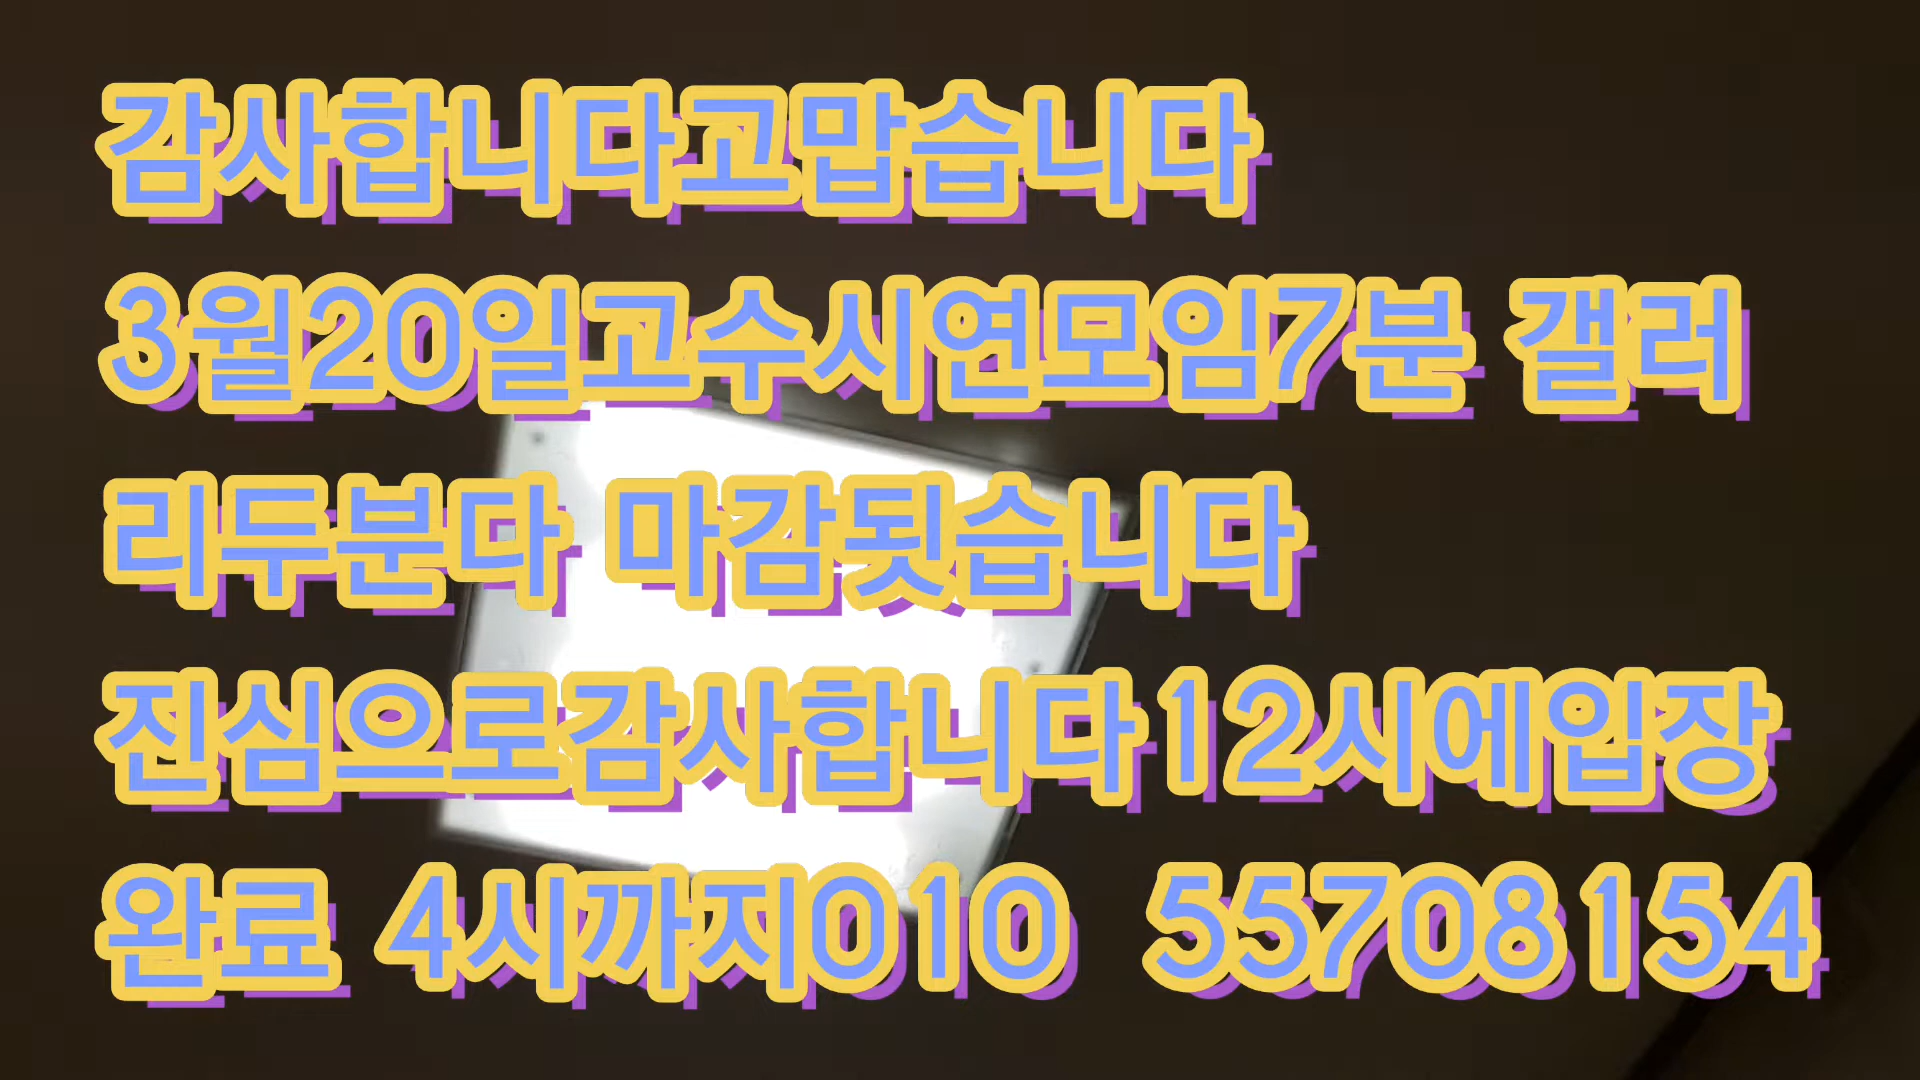 감사합니다고맙습니다
3월20일고수시연모임7분 갤러
리두분다 마감됫습니다
진심으로감사합니다12시에입장
완료 4시까지010  55708154